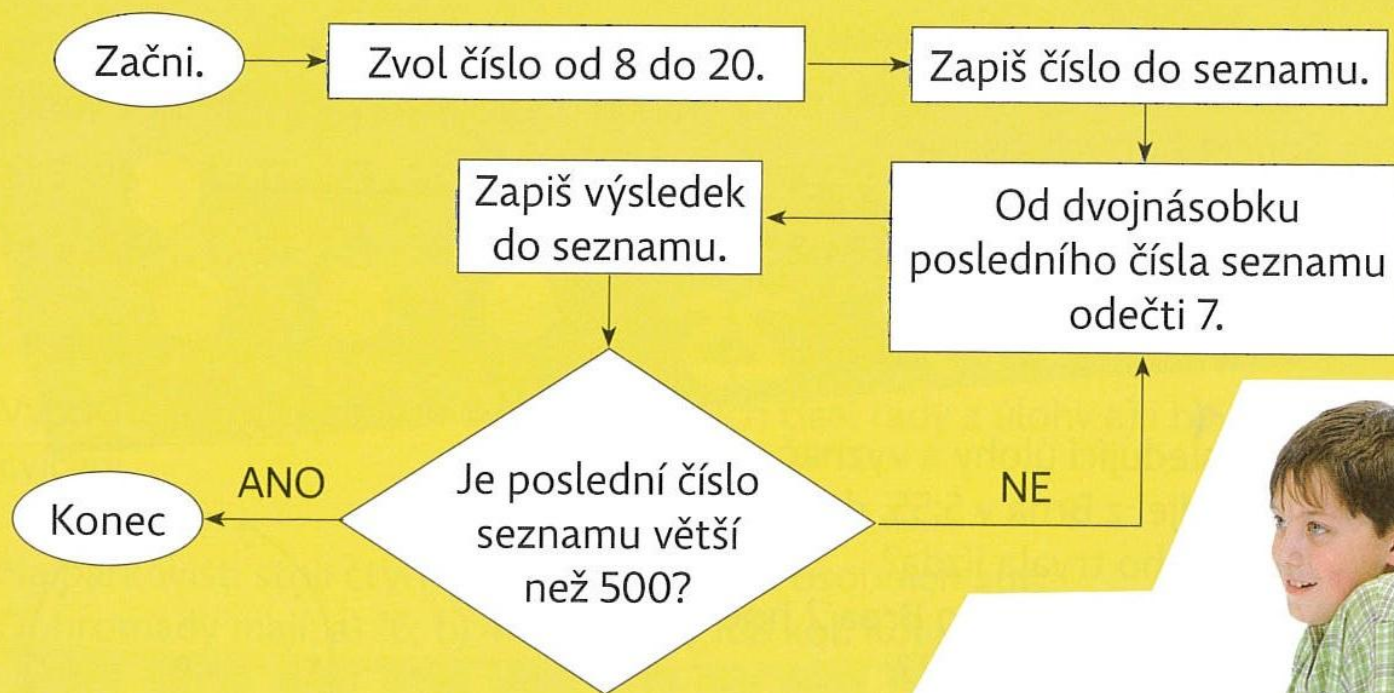 Začni.
Zvol číslo od 8 do 20.
Zapiš číslo do seznamu.
Od dvojnásobku
posledního čísla seznamu
odečti 7.
Zapiš výsledek
do seznamu.
Je poslední číslo
seznamu větší
než 500?
ANO
NE
Konec